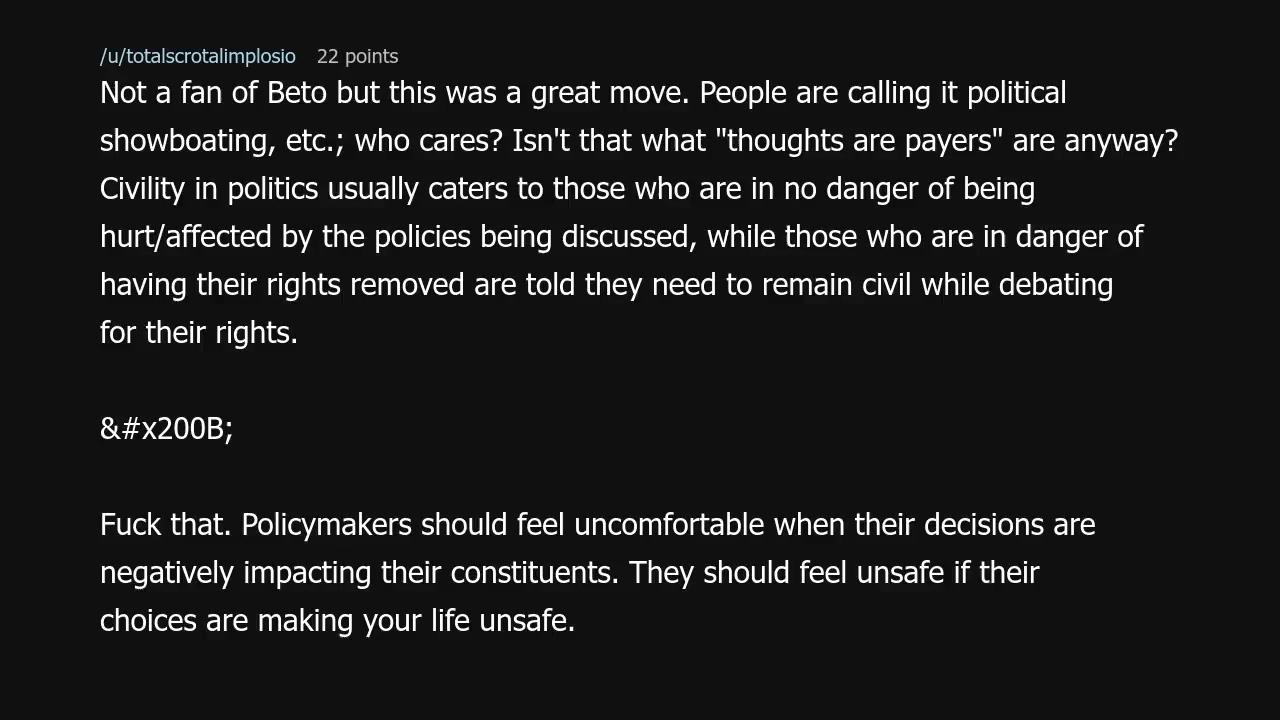 /u/totalscrotalimplosio 22 points
Not a fan of Beto but this was a great move. People are calling it political
showboating, etc.; who cares? Isn't that what "thoughts are payers" are anyway?
Civility in politics usually caters to those who are in no danger of being
hurt/affected by the policies being discussed, while those who are in danger of
having their rights removed are told they need to remain civil while debating
for their rights.
&#x200B;
Fuck that. Policymakers should feel uncomfortable when their decisions are
negatively impacting their constituents. They should feel unsafe if their
choices are making your life unsafe.